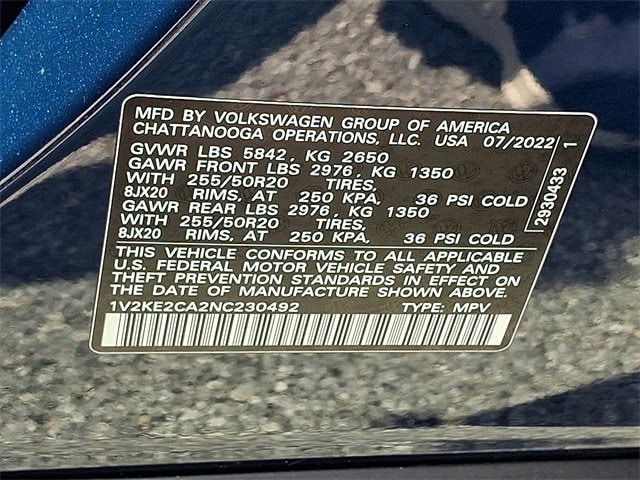 MFD BY VOLKSWAGEN GROUP OF AMERICA
CHATTANOOGA OPERATIONS, LLC. USA 07/2022
GVWR LBS 5842, KG 2650
GAWR FRONT LBS 2976, KG 1350
WITH 255/50R20 TIRES,
8JX20 RIMS, AT 250 KPA, 36 PSI COLD
GAWR REAR LBS 2976, KG 1350
WITH 255/50R20 TIRES,
8JX20 RIMS, AT 250 KPA, 36 PSI COLD
THIS VEHICLE CONFORMS TO ALL APPLICABLE
U.S. FEDERAL MOTOR VEHICLE SAFETY AND
THEFT PREVENTION STANDARDS IN EFFECT ON
THE DATE OF MANUFACTURE SHOWN ABOVE.
1V2KE2CA2NC230492 TYPE: MPV
2930433 1